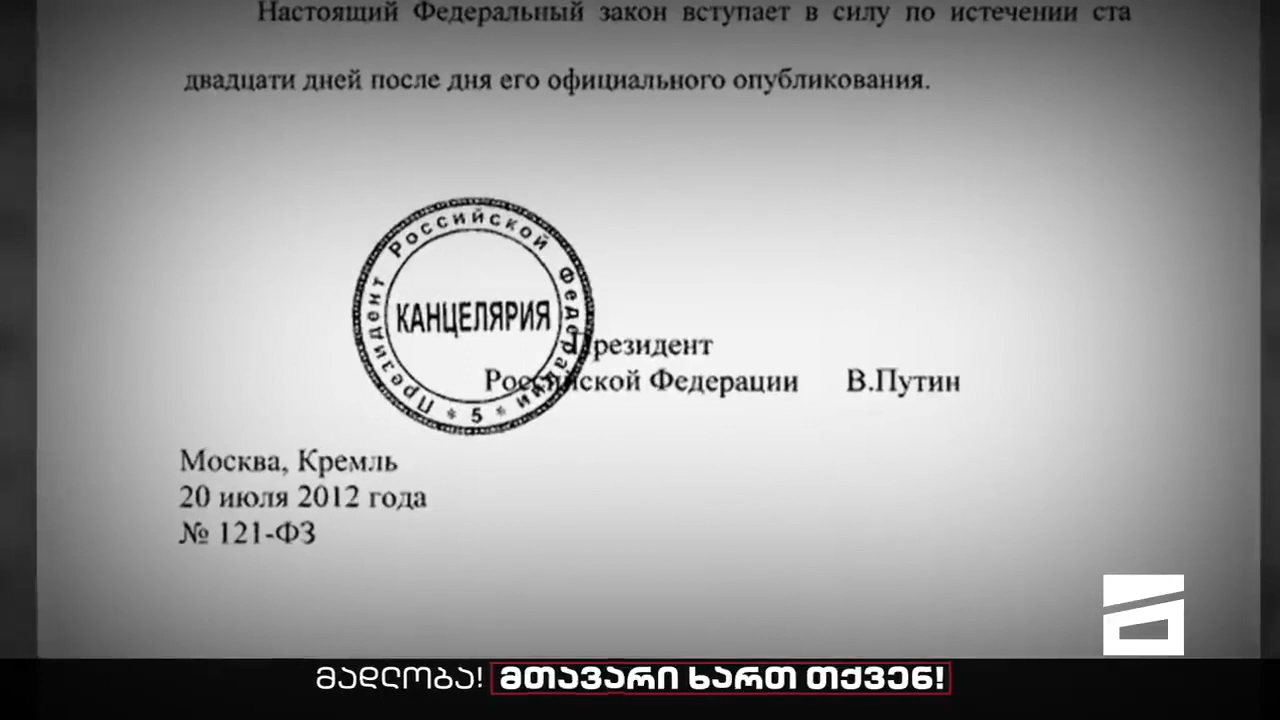 Настоящий Федеральный закон вступает в силу по истечении ста
двадцати дней после дня его официального опубликования.
Президент Российской Федерации
КАНЦЕЛЯРИЯ
* 5 *
Президент
Российской Федерации В.Путин
Москва, Кремль
20 июля 2012 года
№ 121-ФЗ
მადლობა! მთავარი ხართ თქვენ!